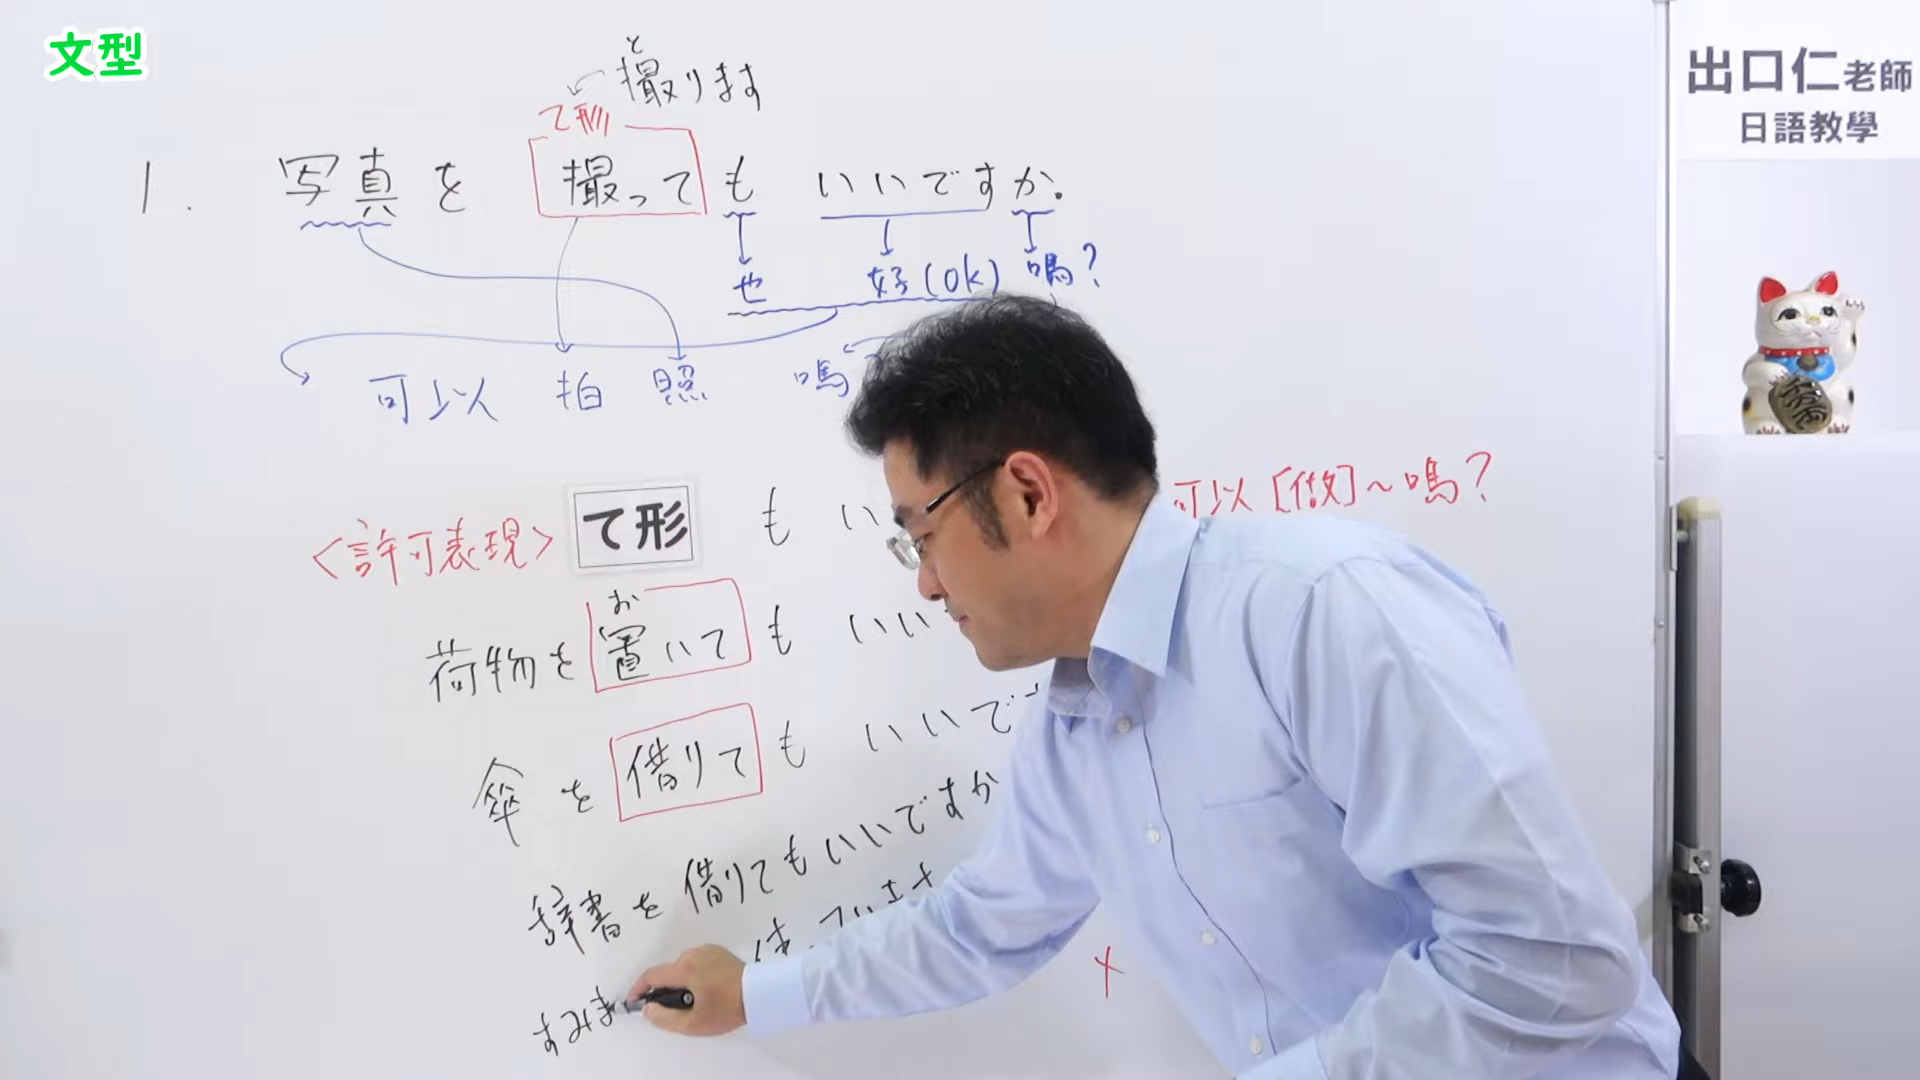 文型
出口仁老師
日語教學
と
撮ります
て形
1. 写真を撮ってもいいですか。
也 好(ok) 嗎?
可以 拍 照 嗎
可以[做]~嗎?
<許可表現> て形 も い
お
荷物を置いても いい
傘を借りても いいで
辞書を借りてもいいですか
すみま
×